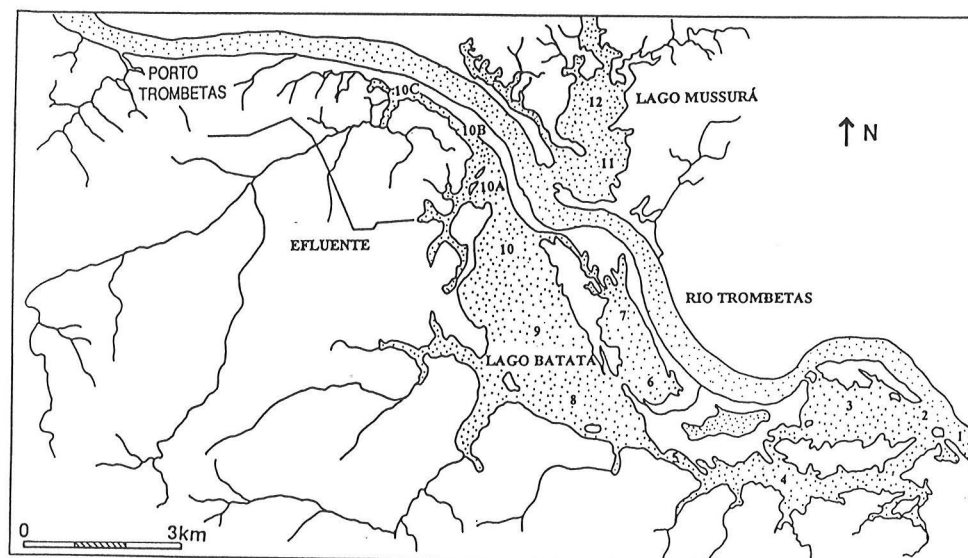 12
LAGO MUSSURÁ
PORTO
TROMBETAS
10C
10B
11
N
10A
EFLUENTE
10
RIO TROMBETAS
7
9
LAGO BATATA
6
8
3
2
1
5
4
0
3km